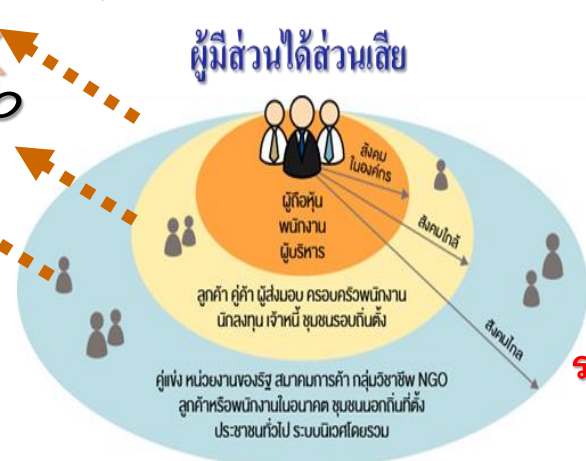 ผู้มีส่วนได้ส่วนเสีย
สังคม
ในองค์กร
ผู้ถือหุ้น
พนักงาน
ผู้บริหาร
สังคมใกล้
ลูกค้า คู่ค้า ผู้ส่งมอบ ครอบครัวพนักงาน
นักลงทุน เจ้าหนี้ ชุมชนรอบถิ่นตั้ง
สังคมไกล
คู่แข่ง หน่วยงานของรัฐ สมาคมการค้า กลุ่มวิชาชีพ NGO
ลูกค้าหรือพนักงานในอนาคต ชุมชนนอกถิ่นที่ตั้ง
ประชาชนทั่วไป ระบบนิเวศโดยรวม